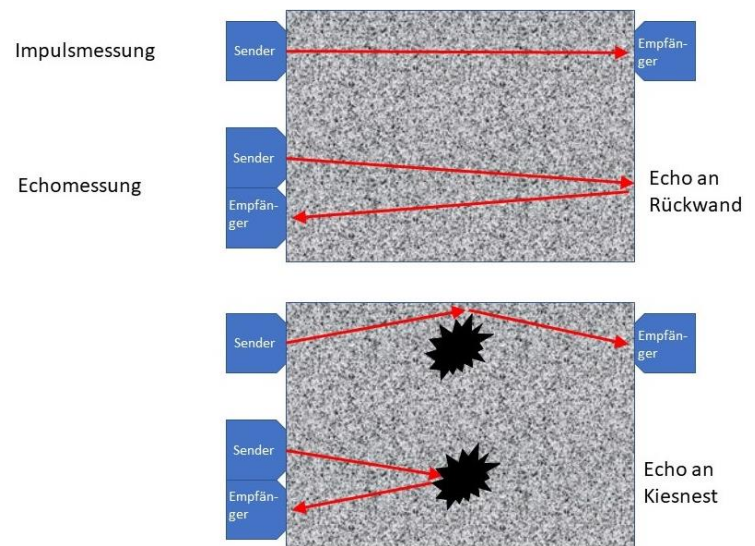 Impulsmessung
Sender
Empfän-
ger
Echomessung
Sender
Empfän-
ger
Echo an
Rückwand
Sender
Empfän-
ger
Sender
Empfän-
ger
Echo an
Kiesnest